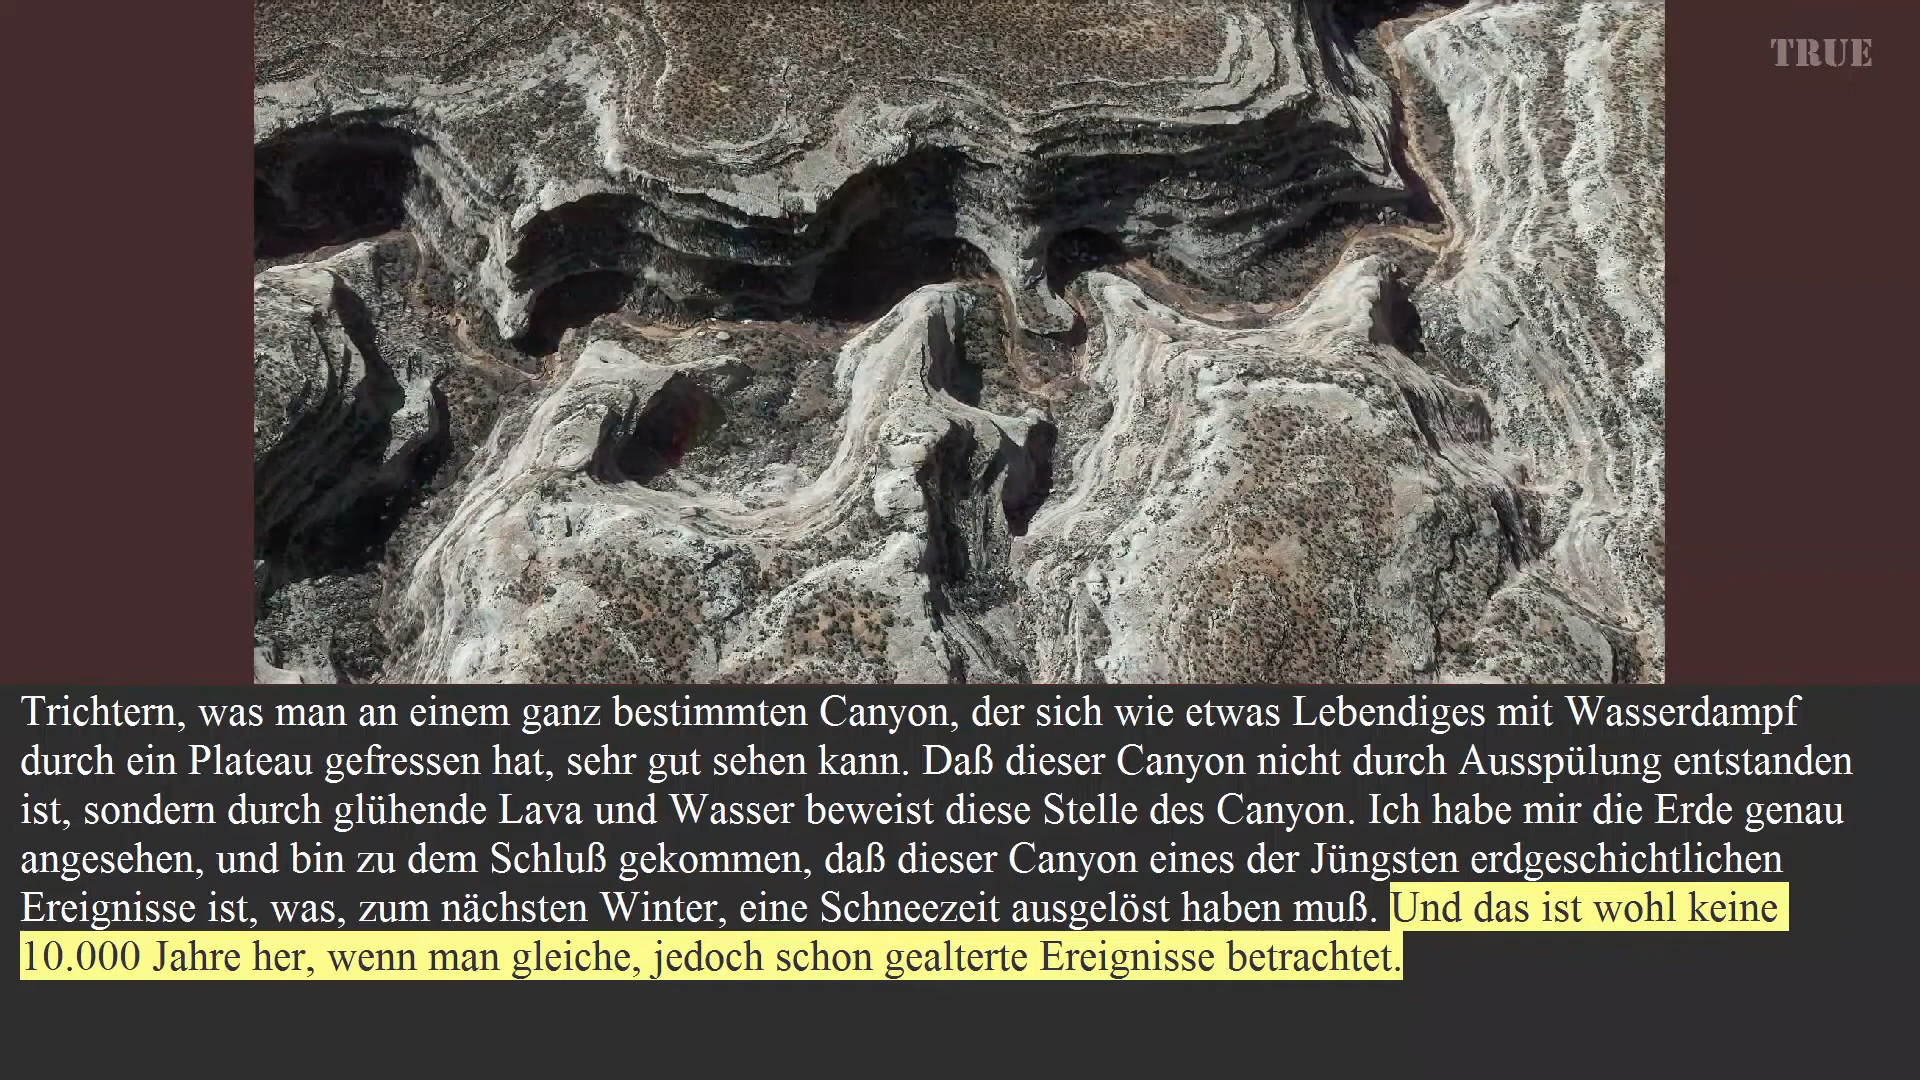 TRUE
Trichtern, was man an einem ganz bestimmten Canyon, der sich wie etwas Lebendiges mit Wasserdampf
durch ein Plateau gefressen hat, sehr gut sehen kann. Daß dieser Canyon nicht durch Ausspülung entstanden
ist, sondern durch glühende Lava und Wasser beweist diese Stelle des Canyon. Ich habe mir die Erde genau
angesehen, und bin zu dem Schluß gekommen, daß dieser Canyon eines der Jüngsten erdgeschichtlichen
Ereignisse ist, was, zum nächsten Winter, eine Schneezeit ausgelöst haben muß. Und das ist wohl keine
10.000 Jahre her, wenn man gleiche, jedoch schon gealterte Ereignisse betrachtet.